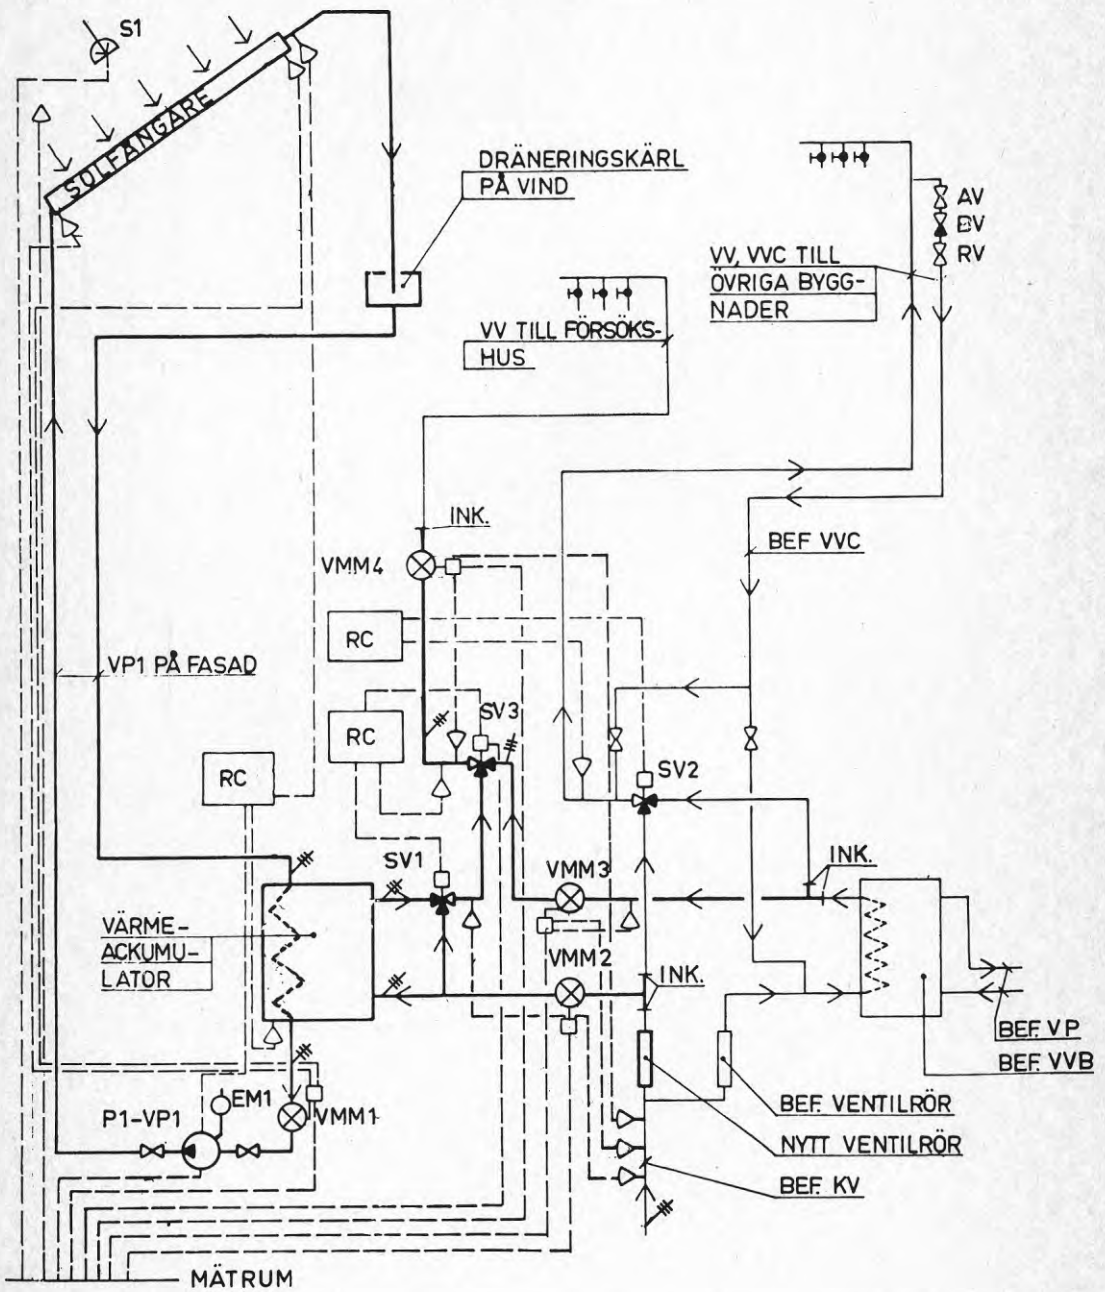 S1
SOLFÅNGARE
DRÄNERINGSKÄRL
PÅ VIND
AV
BV
RV
VV, VVC TILL
ÖVRIGA BYGG-
NADER
VV TILL FÖRSÖKS-
HUS
INK.
BEF VVC
VMM4
RC
VP1 PÅ FASAD
SV3
RC
SV2
RC
SV1
VMM3
INK.
VÄRME-
ACKUMU-
LATOR
VMM2
INK.
BEF. VP
BEF. VVB
EM1
P1-VP1
VMM1
BEF. VENTILRÖR
NYTT VENTILRÖR
BEF. KV
MÄTRUM